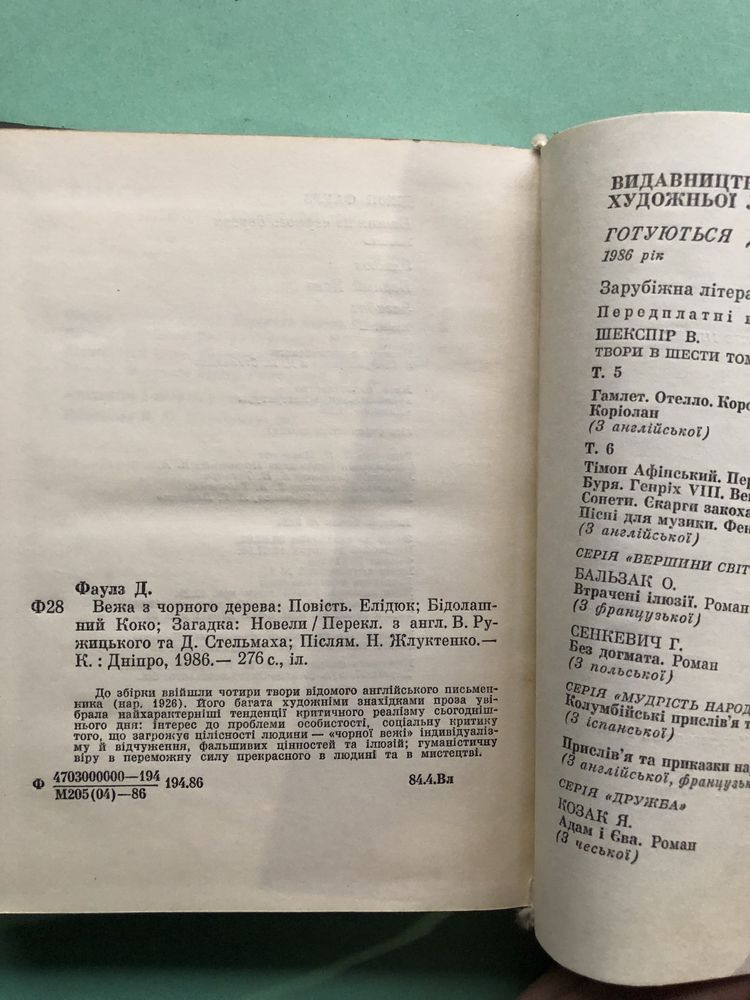 Фаулз Д.
Ф28 Вежа з чорного дерева: Повість. Елідюк; Бідолаш-
ний Коко; Загадка: Новели / Перекл. з англ. В. Ру-
жицького та Д. Стельмаха; Післям. Н. Жлуктенко.—
К. : Дніпро, 1986.— 276 с., іл.
До збірки ввійшли чотири твори відомого англійського письмен-
ника (нар. 1926). Його багата художніми знахідками проза уві-
брала найхарактерніші тенденції критичного реалізму сьогодніш-
нього дня: інтерес до проблеми особистості, соціальну критику
того, що загрожує цілісності людини — «чорної вежі» індивідуаліз-
му й відчуження, фальшивих цінностей та ілюзій; гуманістичну
віру в переможну силу прекрасного в людині та в мистецтві.
Ф 4703000000—194 194.86 84.4.Вл
М205(04)—86
ВИДАВНИЦТВ
ХУДОЖНЬОЇ
ГОТУЮТЬСЯ
1986 рік
Зарубіжна літера
Передплатні
ШЕКСПІР В.
ТВОРИ В ШЕСТИ ТОМ
Т. 5
Гамлет. Отелло. Коро
Коріолан
(З англійської)
Т. 6
Тімон Афінський. Пер
Буря. Генріх VIII. Ве
Сонети. Скарги закоха
Пісні для музики. Фен
(З англійської)
СЕРІЯ «ВЕРШИНИ СВІТ
БАЛЬЗАК О.
Втрачені ілюзії. Роман
(З французької)
СЕНКЕВИЧ Г.
Без догмата. Роман
(З польської)
СЕРІЯ «МУДРІСТЬ НАРОД
Колумбійські прислів'я т
(З іспанської)
Прислів'я та приказки на
(З англійської, французьк
СЕРІЯ «ДРУЖБА»
КОЗАК Я.
Адам і Єва. Роман
(З чеської)